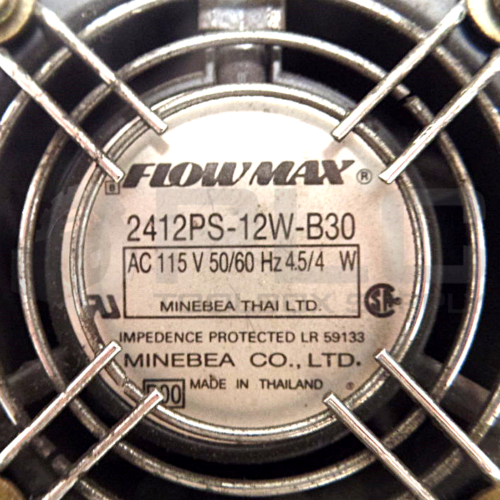 FLOWMAX ®
2412PS-12W-B30
AC 115 V 50/60 Hz 4.5/4 W
MINEBEA THAI LTD.
IMPEDENCE PROTECTED LR 59133
MINEBEA CO., LTD.
MADE IN THAILAND